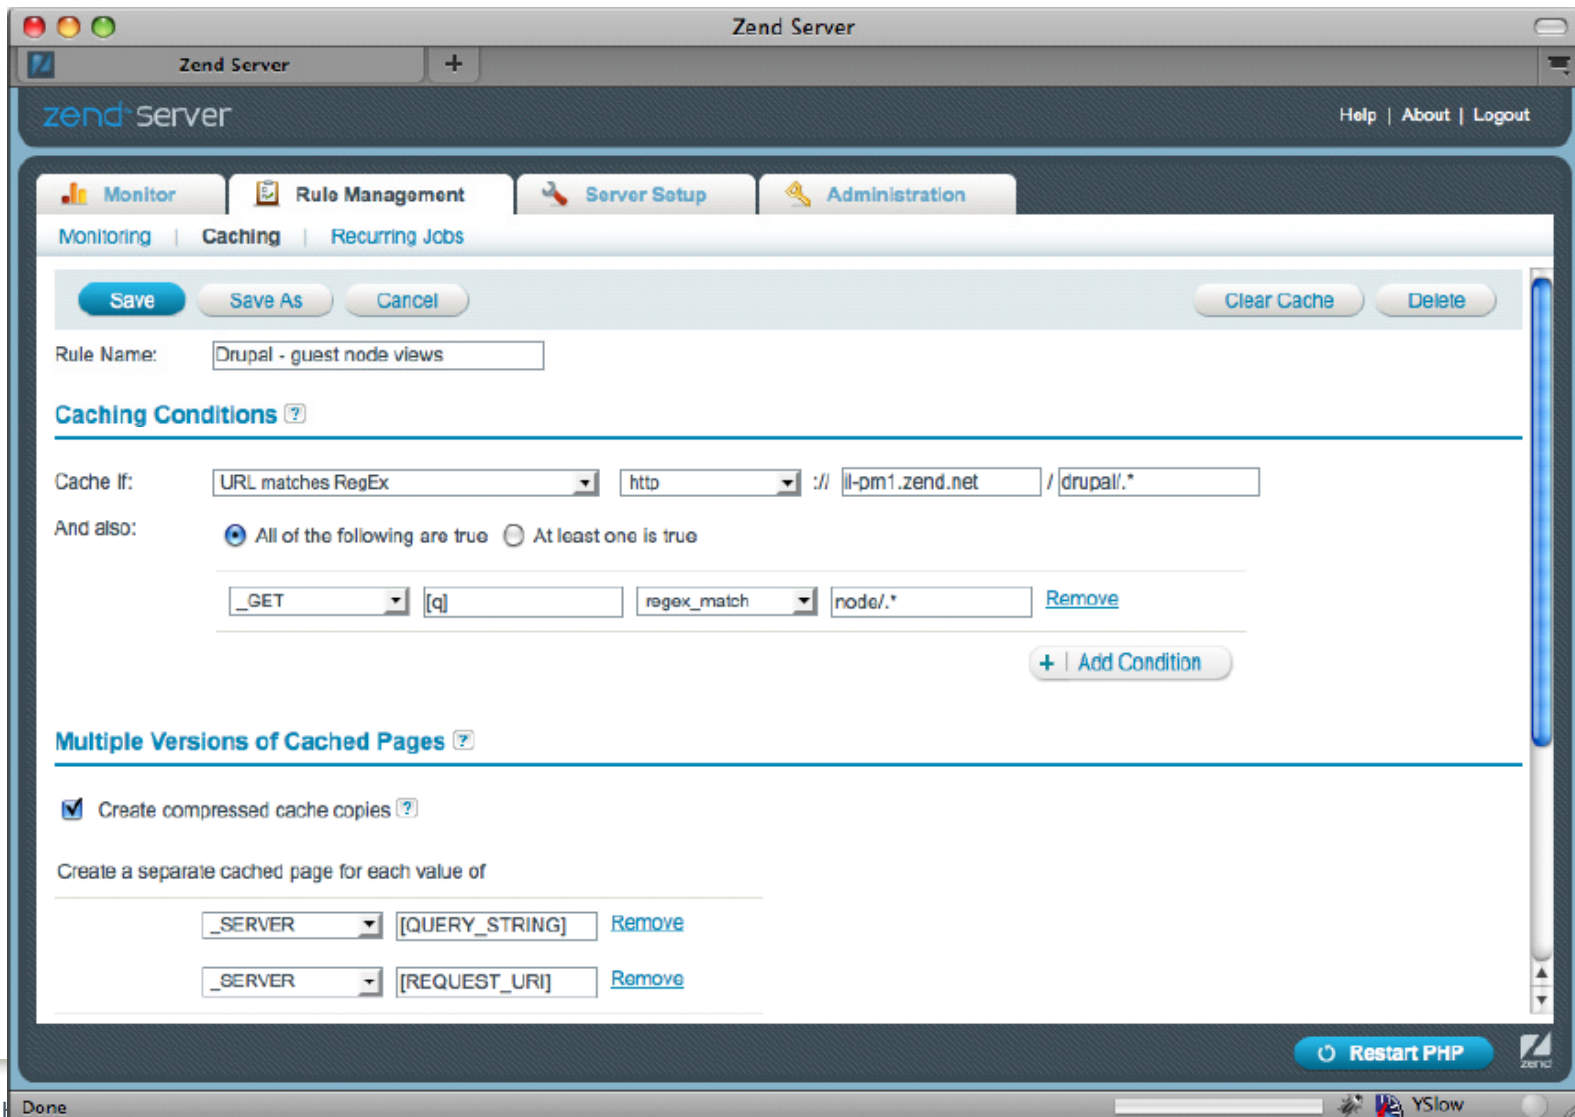 Zend Server
Zend Server +
zend server Help | About | Logout
Monitor Rule Management Server Setup Administration
Monitoring | Caching | Recurring Jobs
Save Save As Cancel Clear Cache Delete
Rule Name: Drupal - guest node views
Caching Conditions ?
Cache If: URL matches RegEx http :// il-pm1.zend.net / drupal/.*
And also: All of the following are true At least one is true
_GET [q] regex_match node/.* Remove
+ | Add Condition
Multiple Versions of Cached Pages ?
Create compressed cache copies ?
Create a separate cached page for each value of
_SERVER [QUERY_STRING] Remove
_SERVER [REQUEST_URI] Remove
Restart PHP zend
Done YSlow